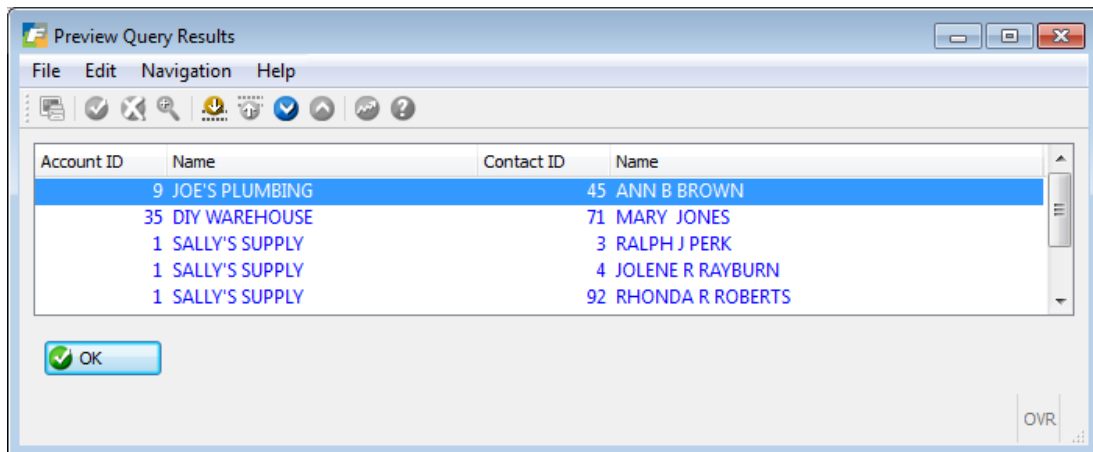 Preview Query Results
File Edit Navigation Help
Account ID Name Contact ID Name
9 JOE'S PLUMBING 45 ANN B BROWN
35 DIY WAREHOUSE 71 MARY JONES
1 SALLY'S SUPPLY 3 RALPH J PERK
1 SALLY'S SUPPLY 4 JOLENE R RAYBURN
1 SALLY'S SUPPLY 92 RHONDA R ROBERTS
OK
OVR